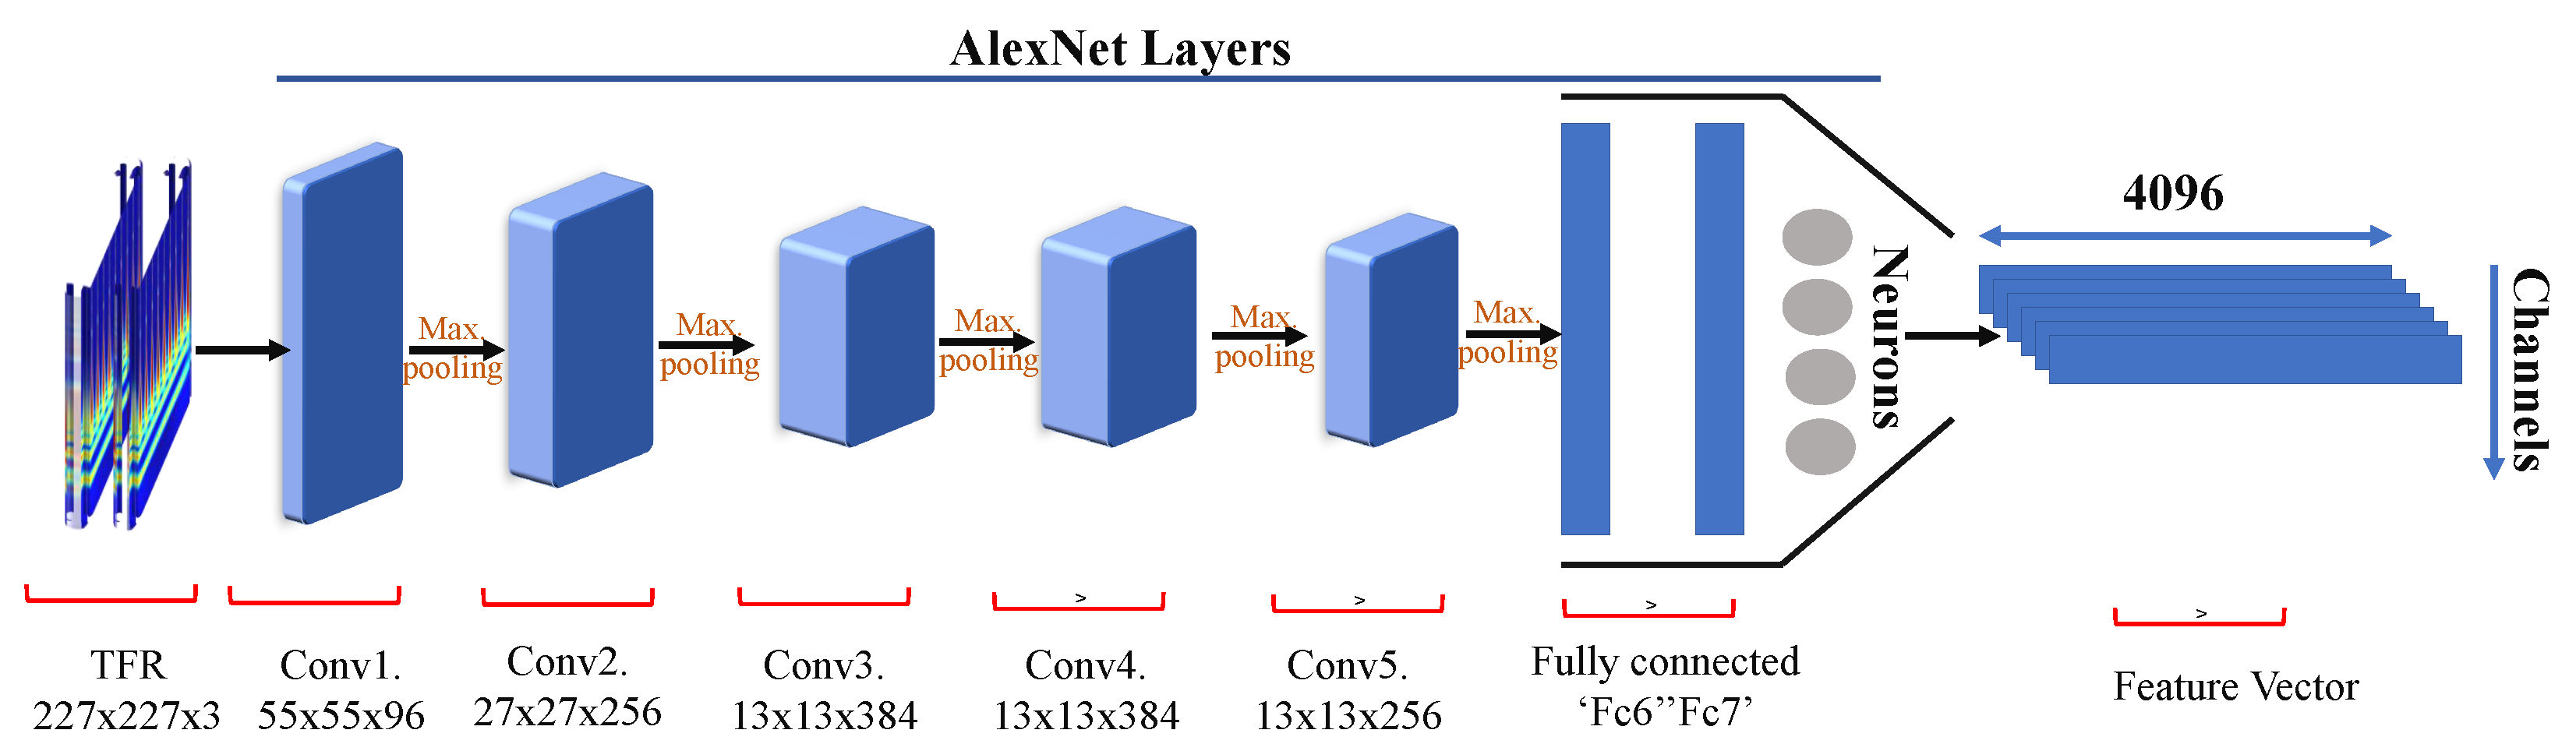 AlexNet Layers
Max.
pooling
Max.
pooling
Max.
pooling
Max.
pooling
Max.
pooling
Neurons
4096
Channels
>
>
>
>
TFR
227x227x3
Conv1.
55x55x96
Conv2.
27x27x256
Conv3.
13x13x384
Conv4.
13x13x384
Conv5.
13x13x256
Fully connected
‘Fc6’’Fc7’
Feature Vector